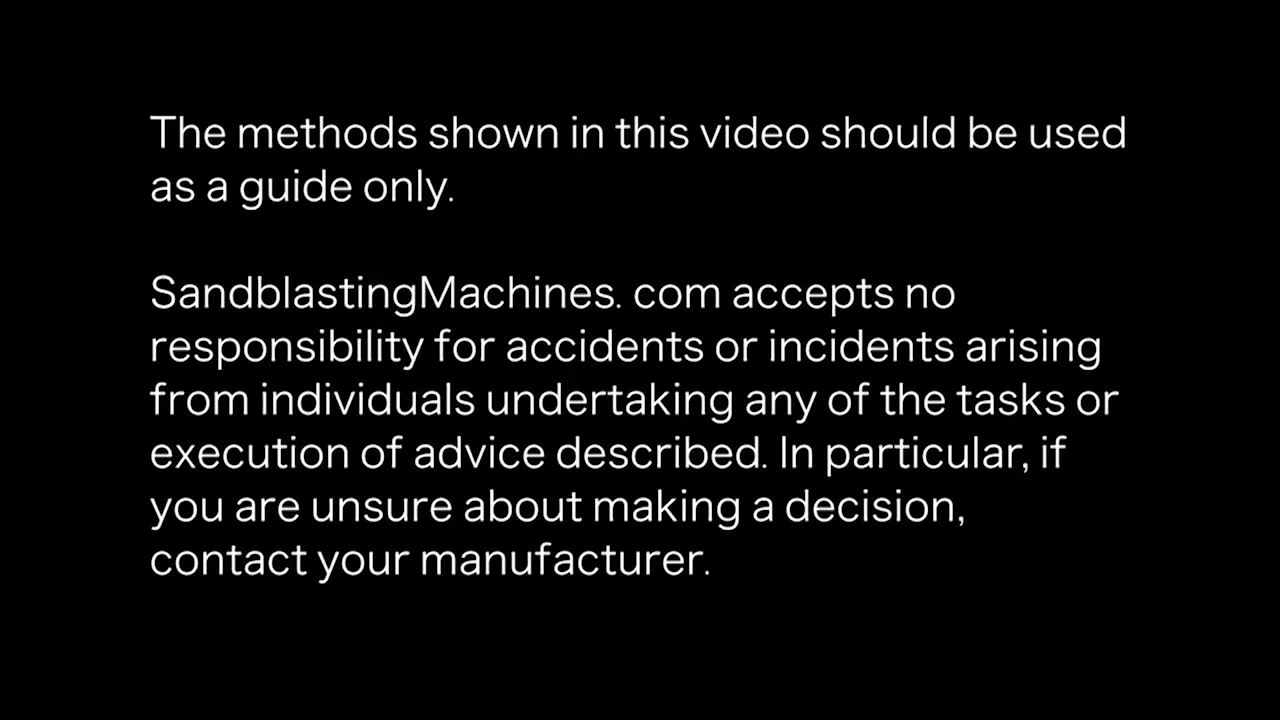 The methods shown in this video should be used
as a guide only.
SandblastingMachines. com accepts no
responsibility for accidents or incidents arising
from individuals undertaking any of the tasks or
execution of advice described. In particular, if
you are unsure about making a decision,
contact your manufacturer.